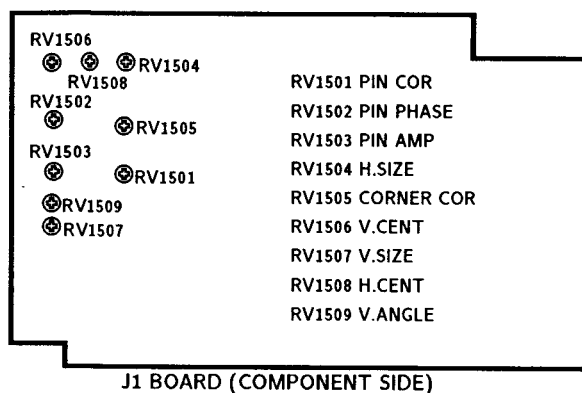 RV1506
RV1504
RV1508
RV1502
RV1505
RV1503
RV1501
RV1509
RV1507
RV1501 PIN COR
RV1502 PIN PHASE
RV1503 PIN AMP
RV1504 H.SIZE
RV1505 CORNER COR
RV1506 V.CENT
RV1507 V.SIZE
RV1508 H.CENT
RV1509 V.ANGLE
J1 BOARD (COMPONENT SIDE)